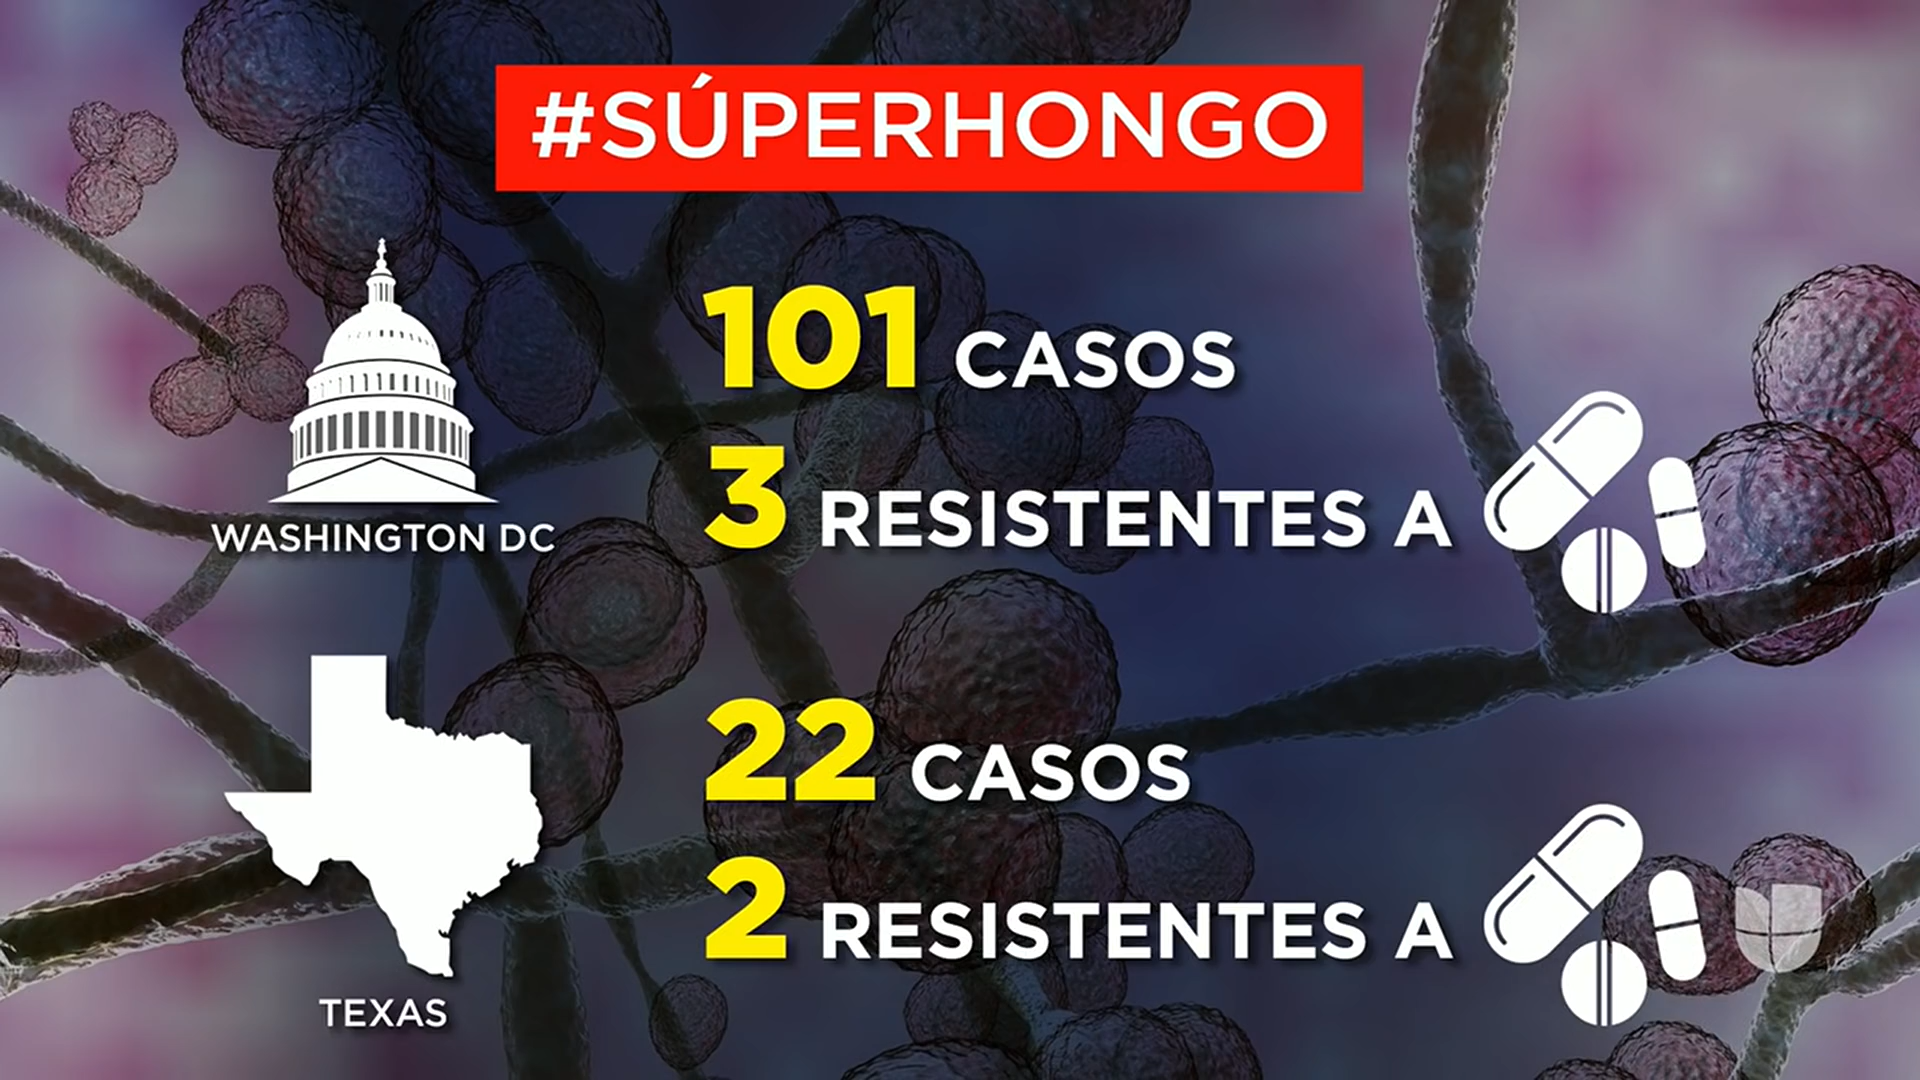 #SÚPERHONGO
101 CASOS
3 RESISTENTES A
WASHINGTON DC
22 CASOS
2 RESISTENTES A
TEXAS